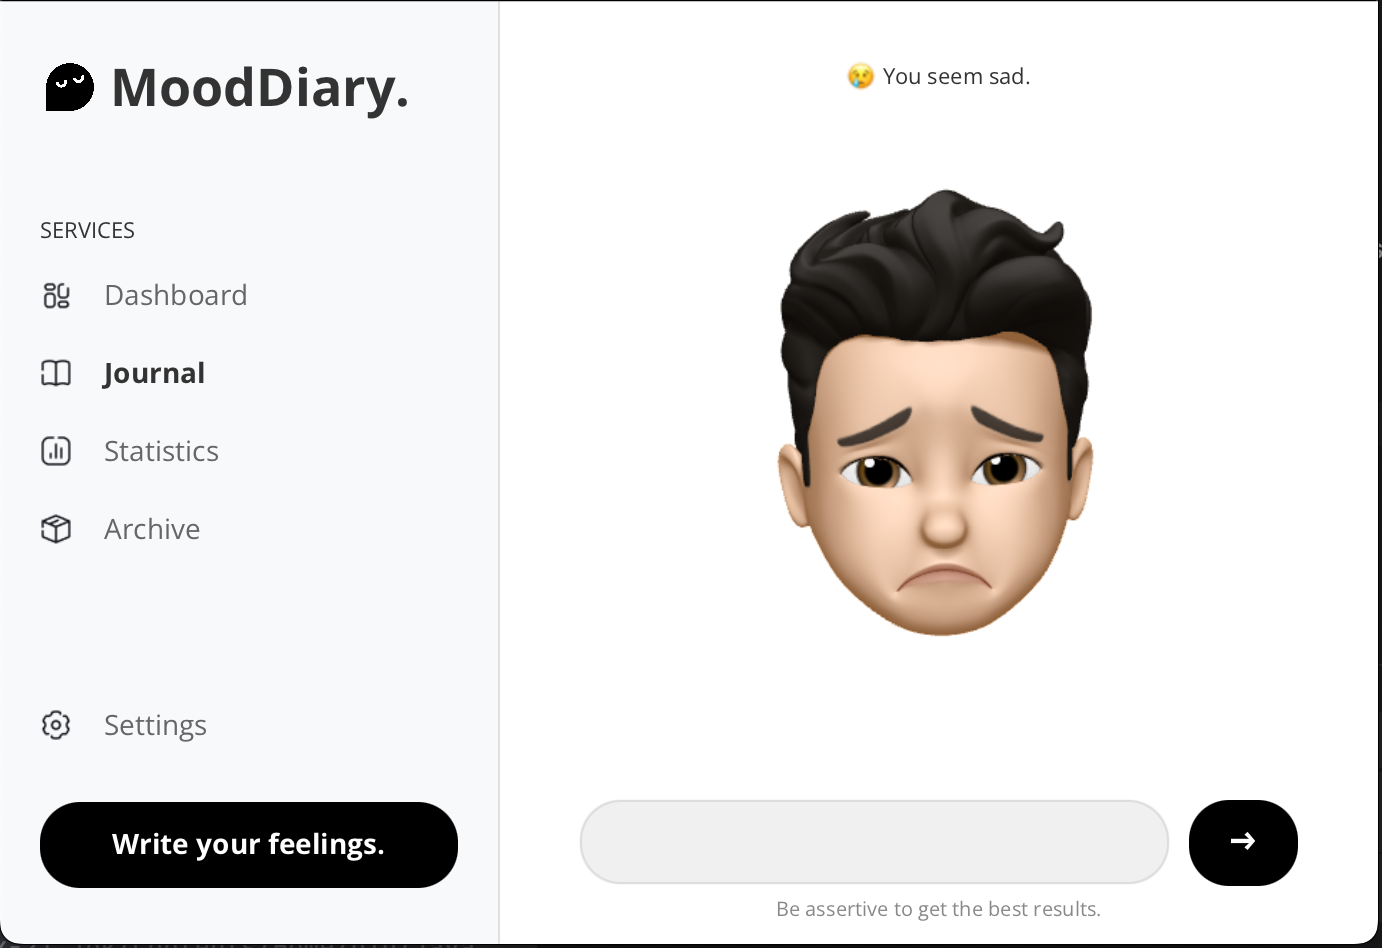 MoodDiary.
SERVICES
Dashboard
Journal
Statistics
Archive
Settings
Write your feelings.
😢 You seem sad.
→
Be assertive to get the best results.